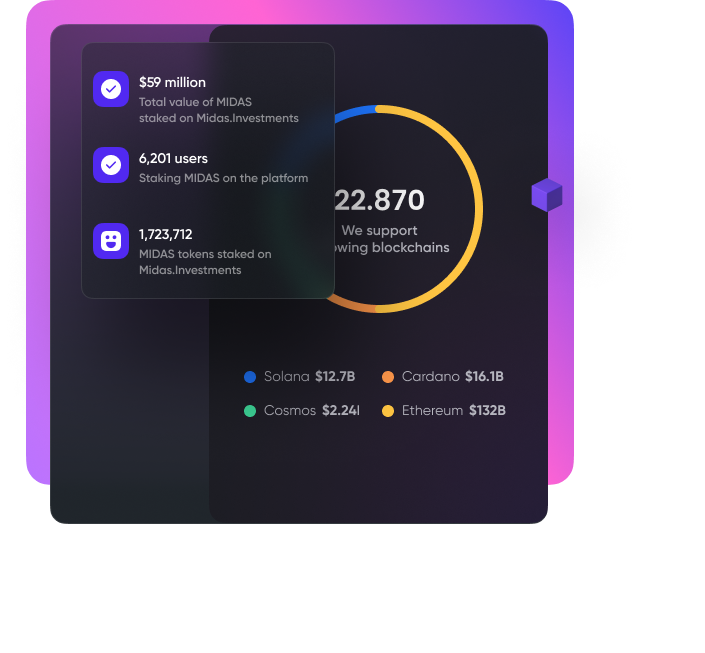 $59 million
Total value of MIDAS
staked on Midas.Investments
6,201 users
Staking MIDAS on the platform
1,723,712
MIDAS tokens staked on
Midas.Investments
22.870
We support
owing blockchains
Solana $12.7B
Cardano $16.1B
Cosmos $2.24
Ethereum $132B